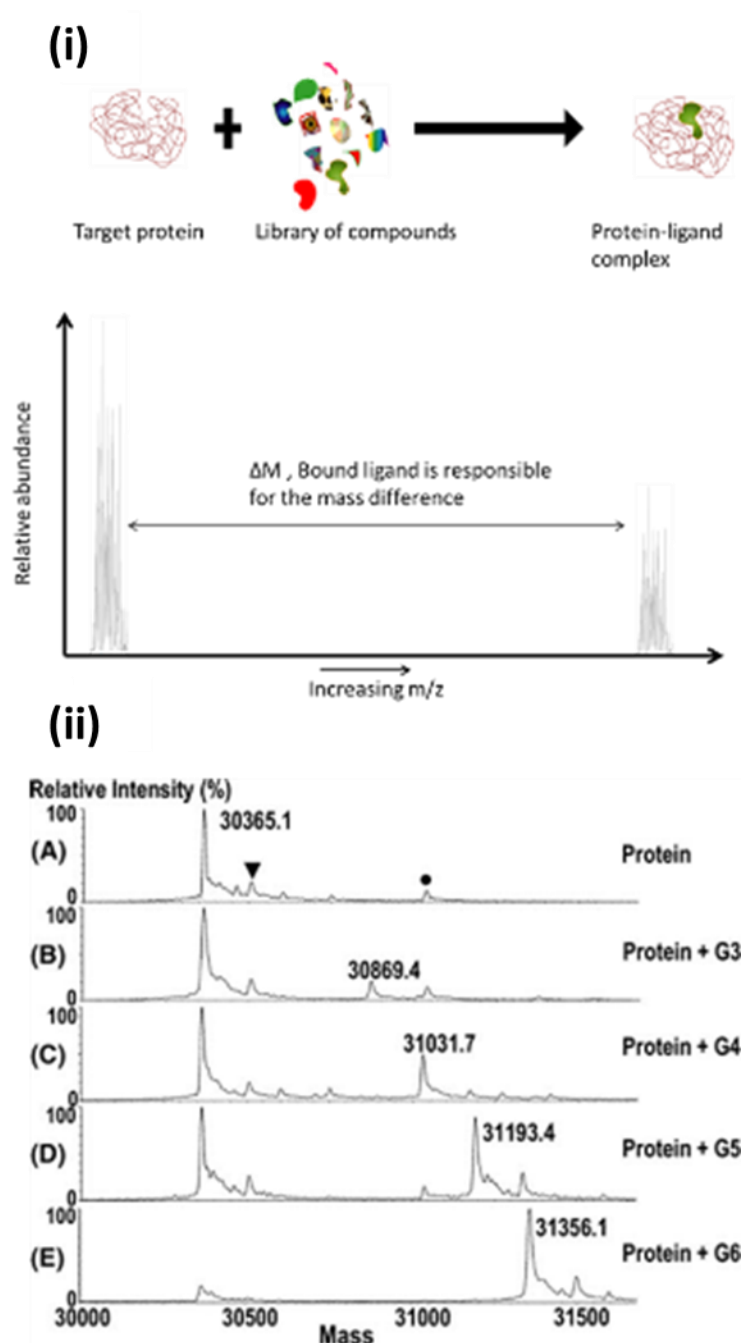 (i)
Target protein
Library of compounds
Protein-ligand
complex
Relative abundance
ΔM , Bound ligand is responsible
for the mass difference
Increasing m/z
(ii)
Relative Intensity (%)
100
30365.1
(A)
Protein
0
100
(B)
30869.4
Protein + G3
0
100
(C)
31031.7
Protein + G4
0
100
(D)
31193.4
Protein + G5
0
100
(E)
31356.1
Protein + G6
0
30000 30500 31000 31500
Mass